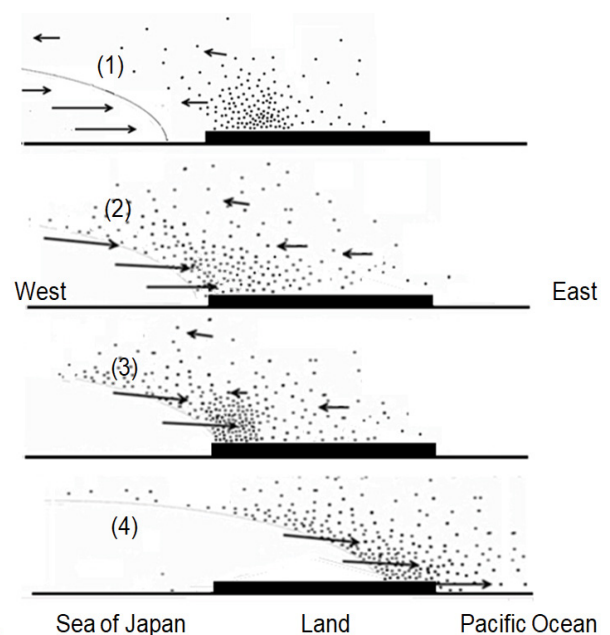 (1)
(2)
West East
(3)
(4)
Sea of Japan Land Pacific Ocean